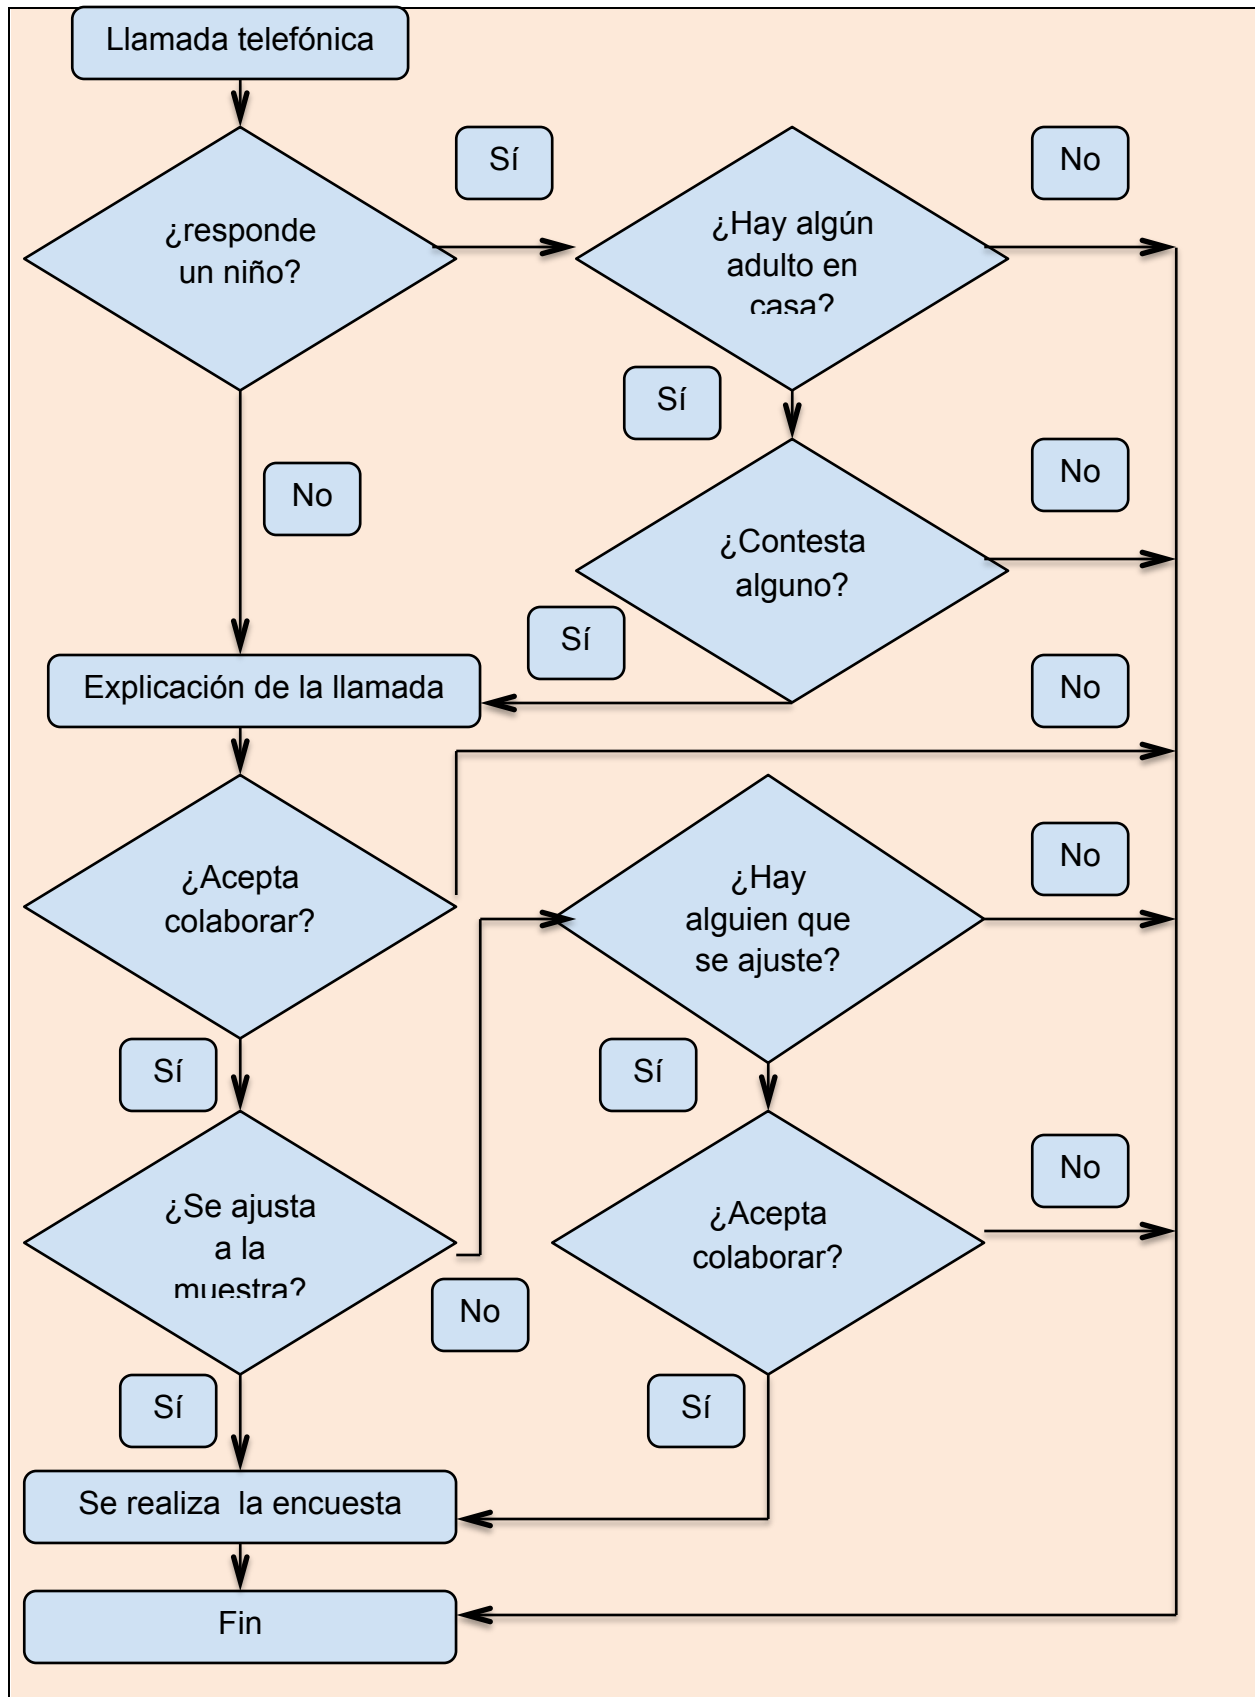 Llamada telefónica
Sí
No
¿responde
un niño?
¿Hay algún
adulto en
casa?
Sí
No
No
¿Contesta
alguno?
Sí
Explicación de la llamada
No
¿Acepta
colaborar?
¿Hay
alguien que
se ajuste?
No
Sí
Sí
No
¿Se ajusta
a la
muestra?
¿Acepta
colaborar?
No
Sí
Sí
Se realiza  la encuesta
Fin